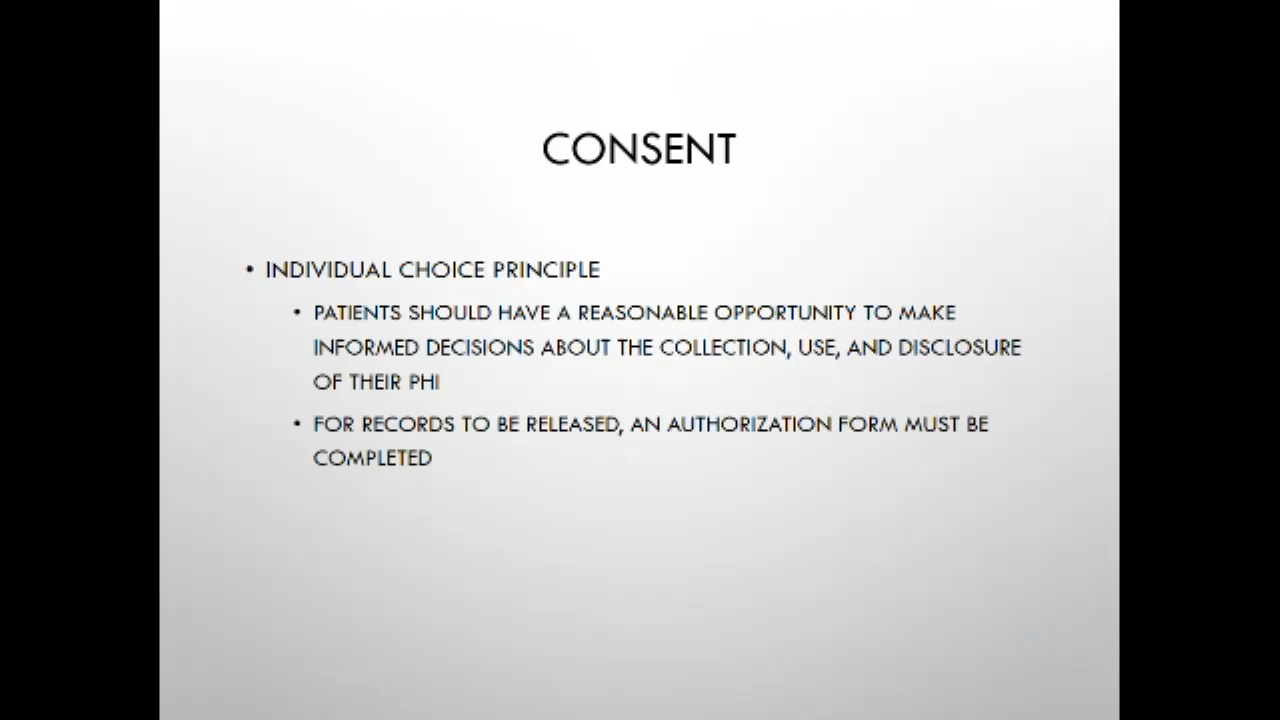 CONSENT
• INDIVIDUAL CHOICE PRINCIPLE
• PATIENTS SHOULD HAVE A REASONABLE OPPORTUNITY TO MAKE
INFORMED DECISIONS ABOUT THE COLLECTION, USE, AND DISCLOSURE
OF THEIR PHI
• FOR RECORDS TO BE RELEASED, AN AUTHORIZATION FORM MUST BE
COMPLETED